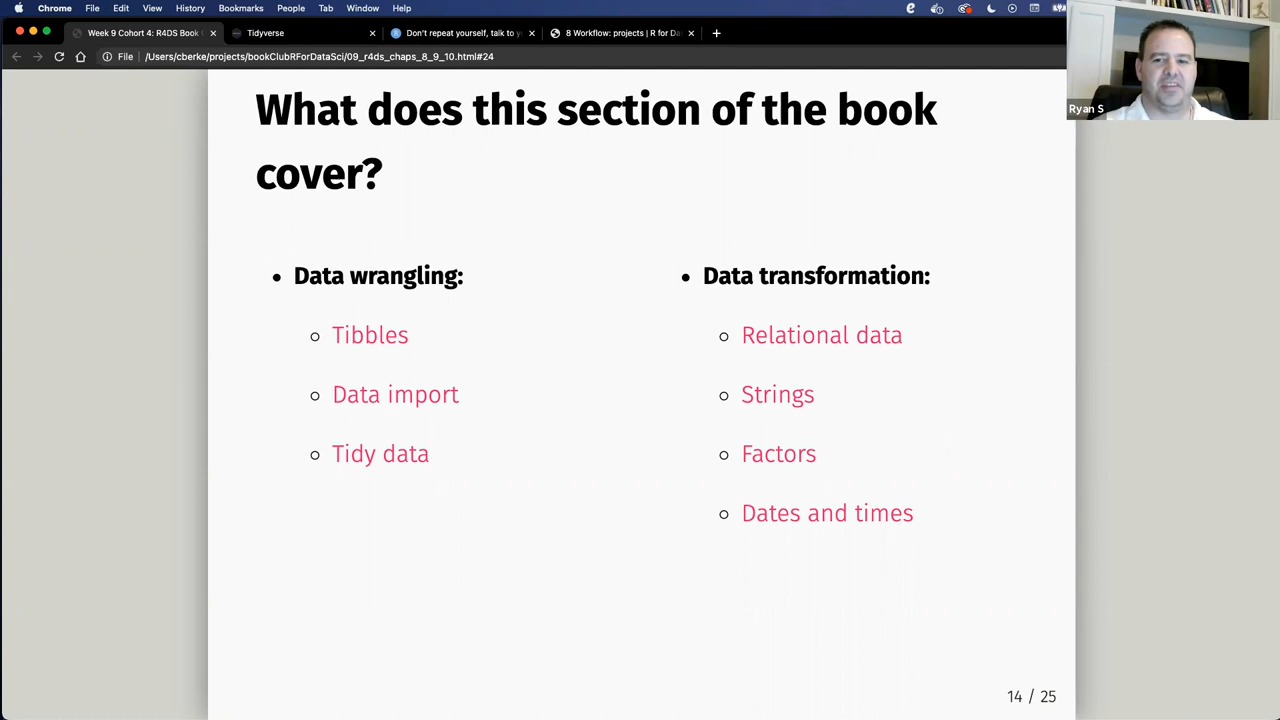 Chrome File Edit View History Bookmarks People Tab Window Help
Week 9 Cohort 4: R4DS Book
Tidyverse
Don't repeat yourself, talk to
8 Workflow: projects | R for Da
File /Users/cberke/projects/bookClubRForDataSci/09_r4ds_chaps_8_9_10.html#24
Ryan S
What does this section of the book
cover?
Data wrangling:
Tibbles
Data import
Tidy data
Data transformation:
Relational data
Strings
Factors
Dates and times
14 / 25